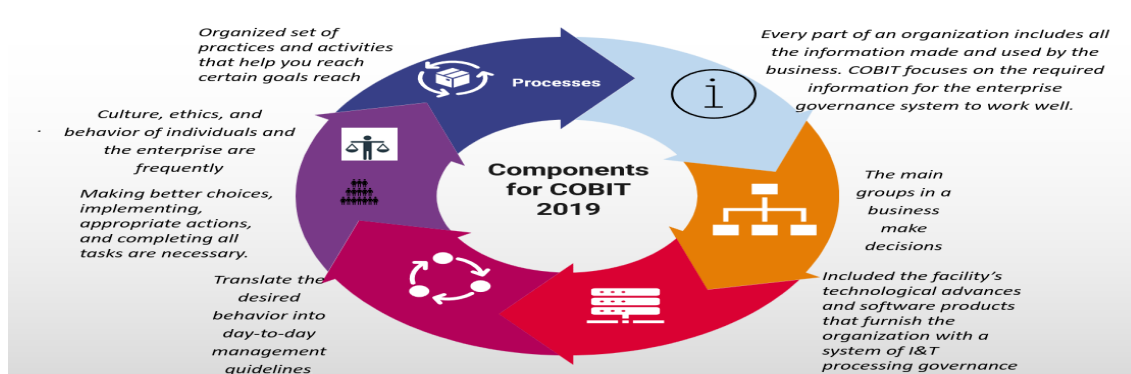 Organized set of
practices and activities
that help you reach
certain goals reach
Processes
i
Every part of an organization includes all
the information made and used by the
business. COBIT focuses on the required
information for the enterprise
governance system to work well.
Culture, ethics, and
behavior of individuals and
the enterprise are
frequently
Components
for COBIT
2019
The main
groups in a
business
make
decisions
Making better choices,
implementing,
appropriate actions,
and completing all
tasks are necessary.
Translate the
desired
behavior into
day-to-day
management
guidelines
Included the facility's
technological advances
and software products
that furnish the
organization with a
system of I&T
processing governance